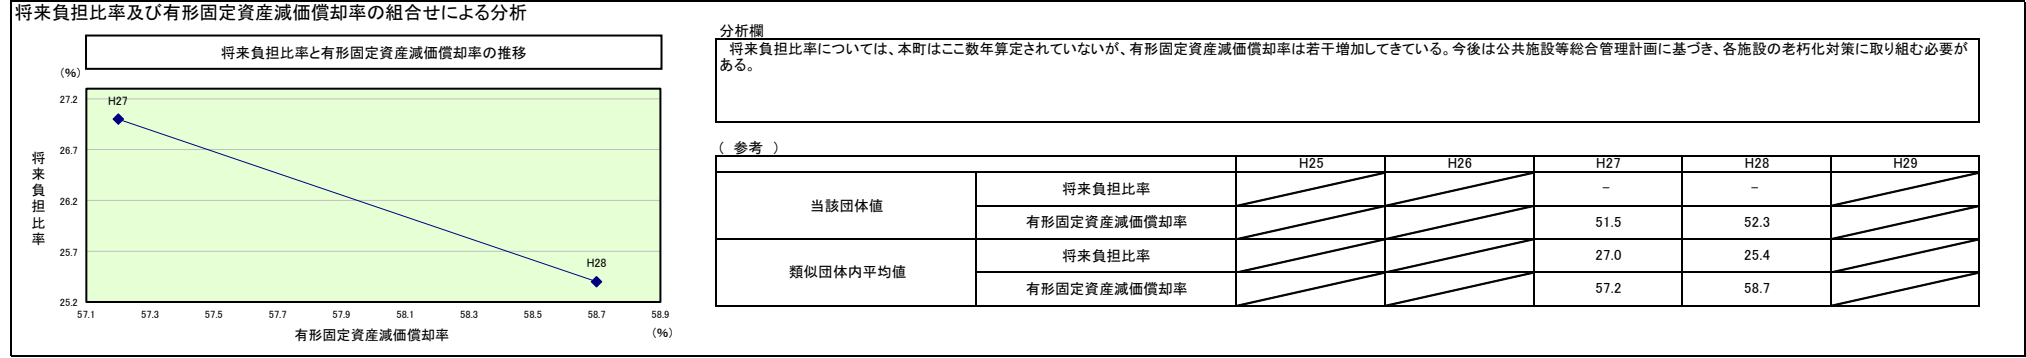 将来負担比率及び有形固定資産減価償却率の組合せによる分析
将来負担比率と有形固定資産減価償却率の推移
(%)
27.2
26.7
26.2
25.7
25.2
将来負担比率
H27
H28
57.1 57.3 57.5 57.7 57.9 58.1 58.3 58.5 58.7 58.9
有形固定資産減価償却率
(%)
分析欄
将来負担比率については、本町はここ数年算定されていないが、有形固定資産減価償却率は若干増加してきている。今後は公共施設等総合管理計画に基づき、各施設の老朽化対策に取り組む必要が
ある。
( 参考 )
H25 H26 H27 H28 H29
当該団体値
将来負担比率 - -
有形固定資産減価償却率 51.5 52.3
類似団体内平均値
将来負担比率 27.0 25.4
有形固定資産減価償却率 57.2 58.7